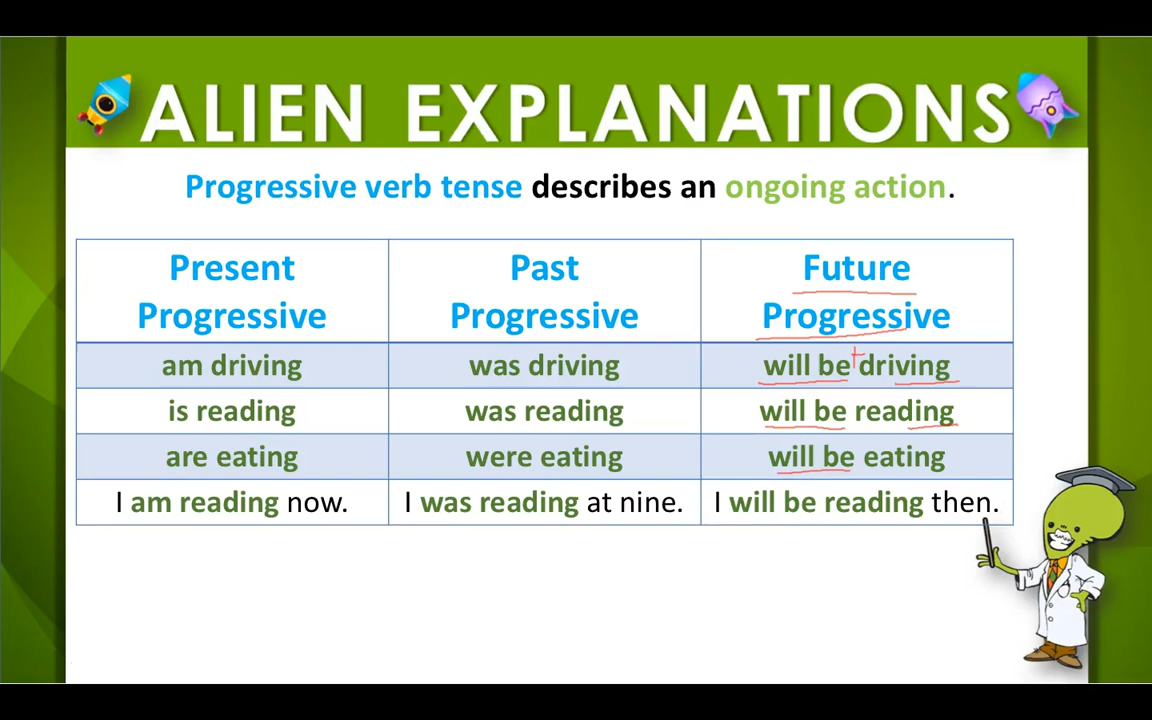 ALIEN EXPLANATIONS
Progressive verb tense describes an ongoing action.
Present Progressive
Past Progressive
Future Progressive
am driving
was driving
will be + driving
is reading
was reading
will be reading
are eating
were eating
will be eating
I am reading now.
I was reading at nine.
I will be reading then.